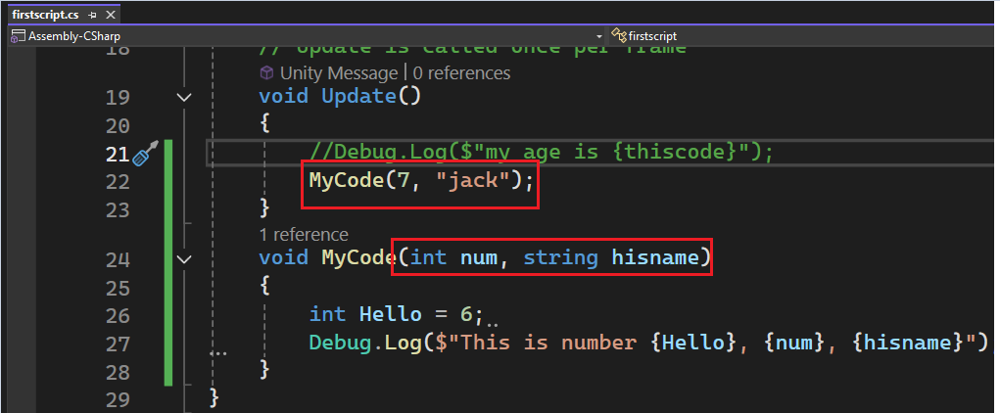 firstscript.cs
Assembly-CSharp firstscript
18 // Update is called once per frame
Unity Message | 0 references
19 void Update()
20 {
21 //Debug.Log($"my age is {thiscode}");
22 MyCode(7, "jack");
23 }
1 reference
24 void MyCode(int num, string hisname)
25 {
26 int Hello = 6;
27 Debug.Log($"This is number {Hello}, {num}, {hisname}")
28 }
29 }